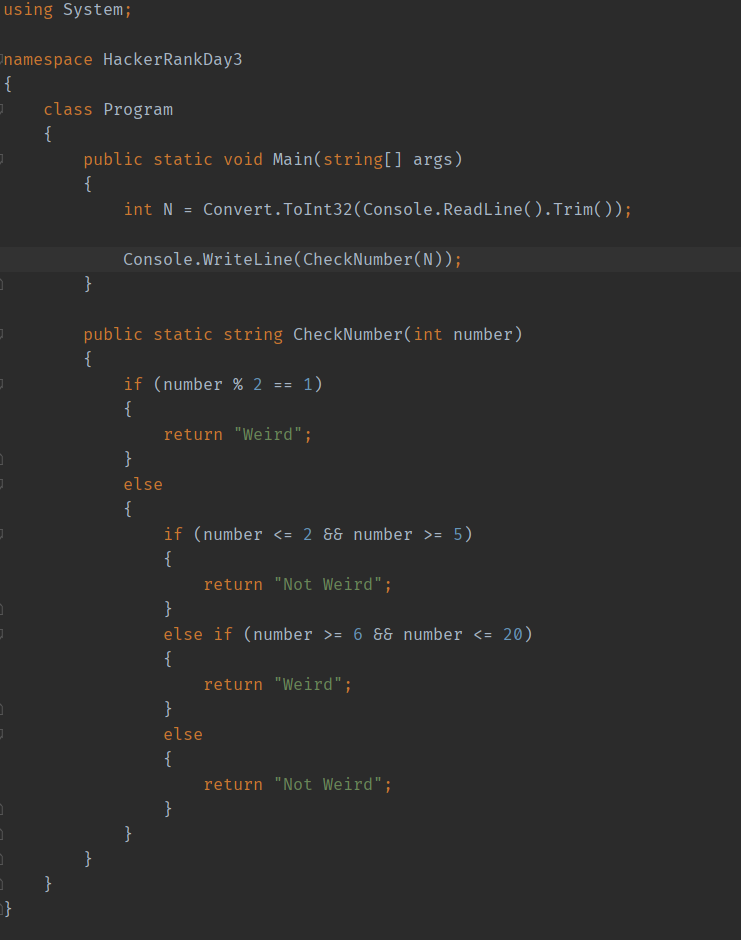 using System;
namespace HackerRankDay3
{
class Program
{
public static void Main(string[] args)
{
int N = Convert.ToInt32(Console.ReadLine().Trim());
Console.WriteLine(CheckNumber(N));
}
public static string CheckNumber(int number)
{
if (number % 2 == 1)
{
return "Weird";
}
else
{
if (number <= 2 && number >= 5)
{
return "Not Weird";
}
else if (number >= 6 && number <= 20)
{
return "Weird";
}
else
{
return "Not Weird";
}
}
}
}
}